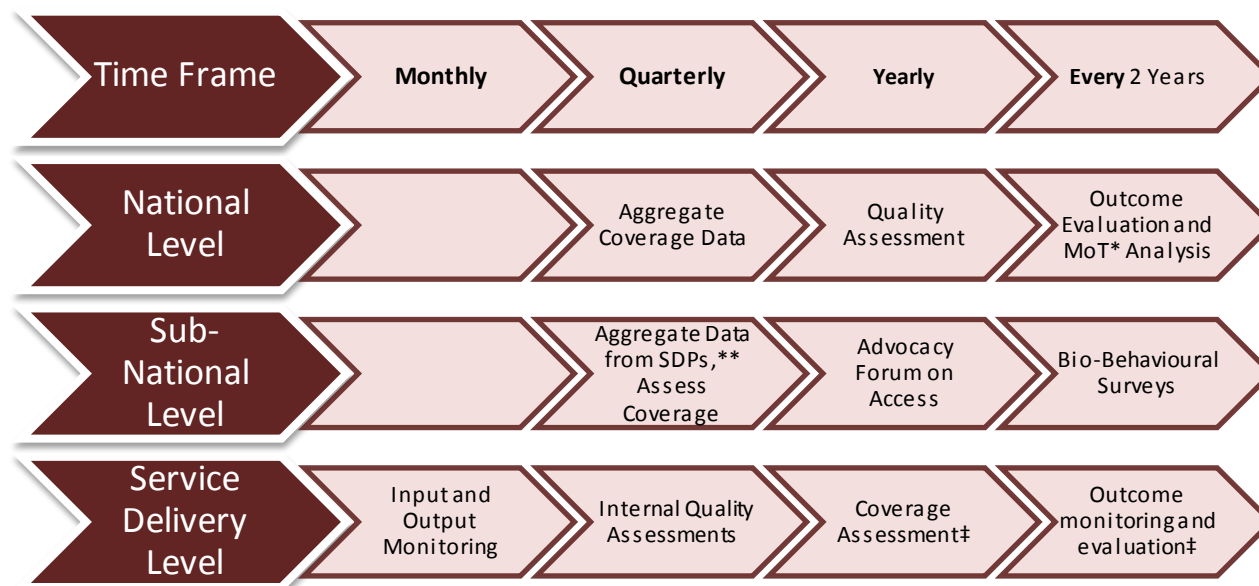 Time Frame
Monthly
Quarterly
Yearly
Every 2 Years
National
Level
Aggregate
Coverage Data
Quality
Assessment
Outcome
Evaluation and
MoT* Analysis
Sub-
National
Level
Aggregate Data
from SDPs,**
Assess
Coverage
Advocacy
Forum on
Access
Bio-Behavioural
Surveys
Service
Delivery
Level
Input and
Output
Monitoring
Internal Quality
Assessments
Coverage
Assessment‡
Outcome
monitoring and
evaluation‡